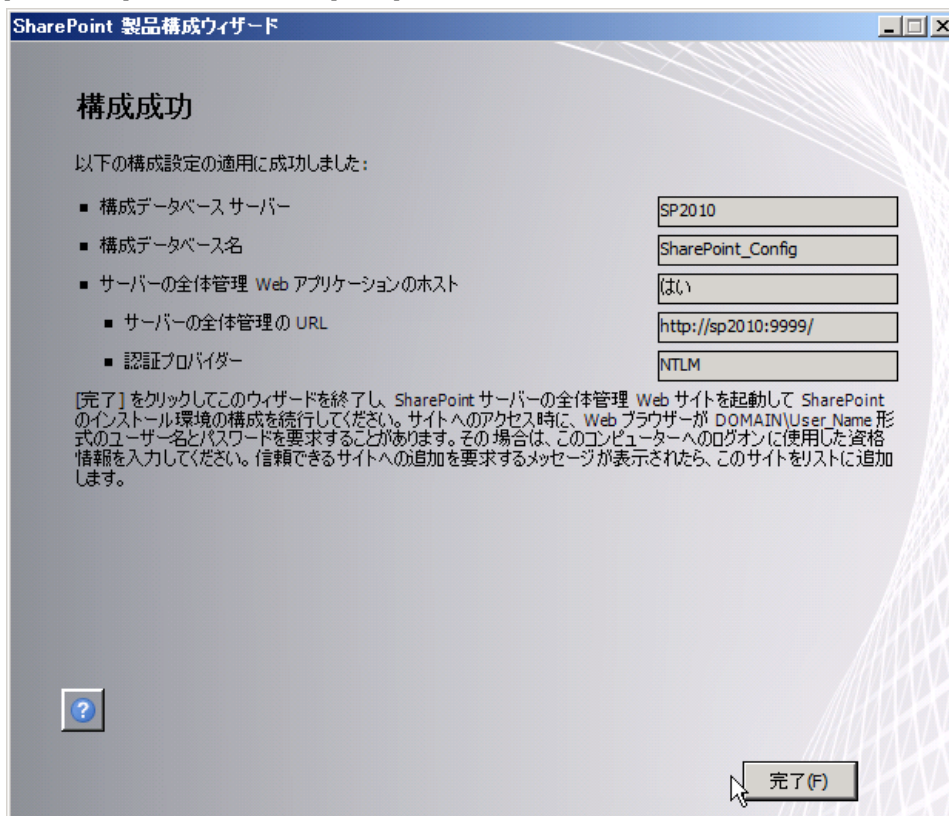 SharePoint 製品構成ウィザード
構成成功
以下の構成設定の適用に成功しました:
■ 構成データベース サーバー
SP2010
■ 構成データベース名
SharePoint_Config
■ サーバーの全体管理 Web アプリケーションのホスト
はい
■ サーバーの全体管理の URL
http://sp2010:9999/
■ 認証プロバイダー
NTLM
[完了] をクリックしてこのウィザードを終了し、SharePoint サーバーの全体管理 Web サイトを起動して SharePoint
のインストール環境の構成を続行してください。サイトへのアクセス時に、Web ブラウザーが DOMAIN\User_Name 形
式のユーザー名とパスワードを要求することがあります。その場合は、このコンピューターへのログオンに使用した資格
情報を入力してください。信頼できるサイトへの追加を要求するメッセージが表示されたら、このサイトをリストに追加
します。
?
完了(F)